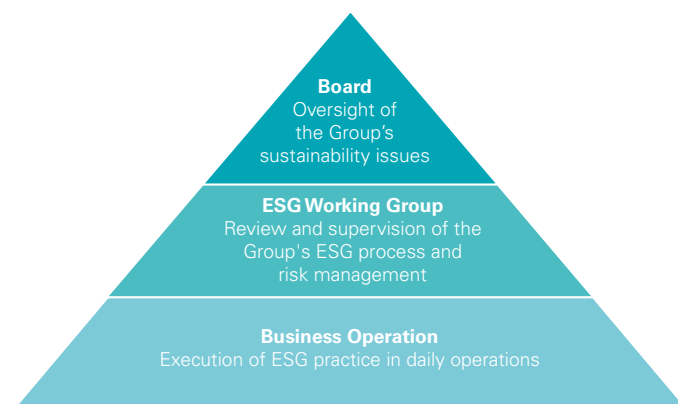 Board
Oversight of
the Group’s
sustainability issues
ESG Working Group
Review and supervision of the
Group's ESG process and
risk management
Business Operation
Execution of ESG practice in daily operations